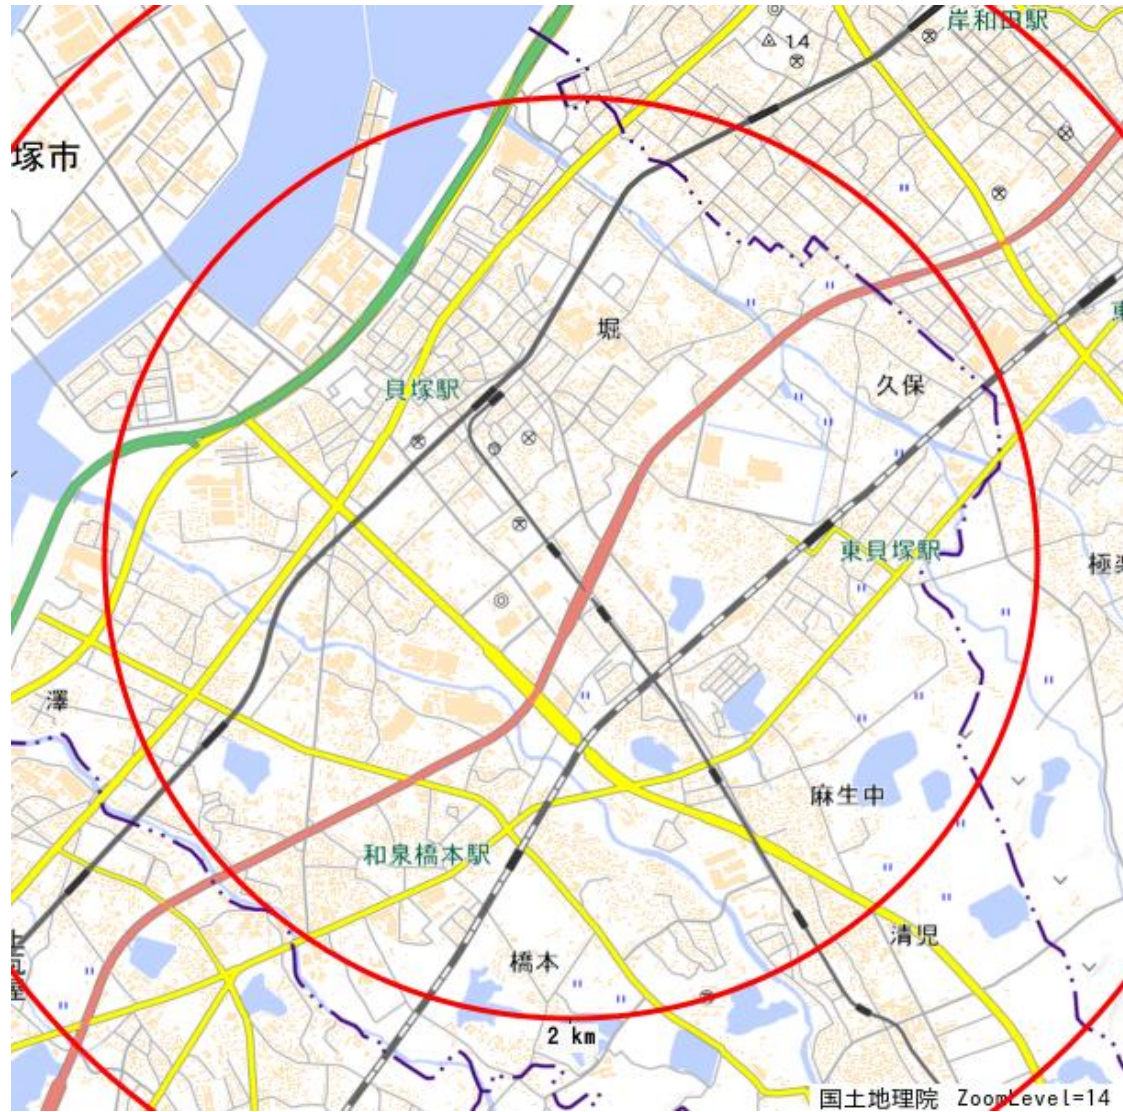 岸和田駅
14
塚市
堀
貝塚駅
久保
東貝塚駅
澤
麻生中
和泉橋本駅
清児
橋本
2 km
国土地理院 ZoomLevel=14